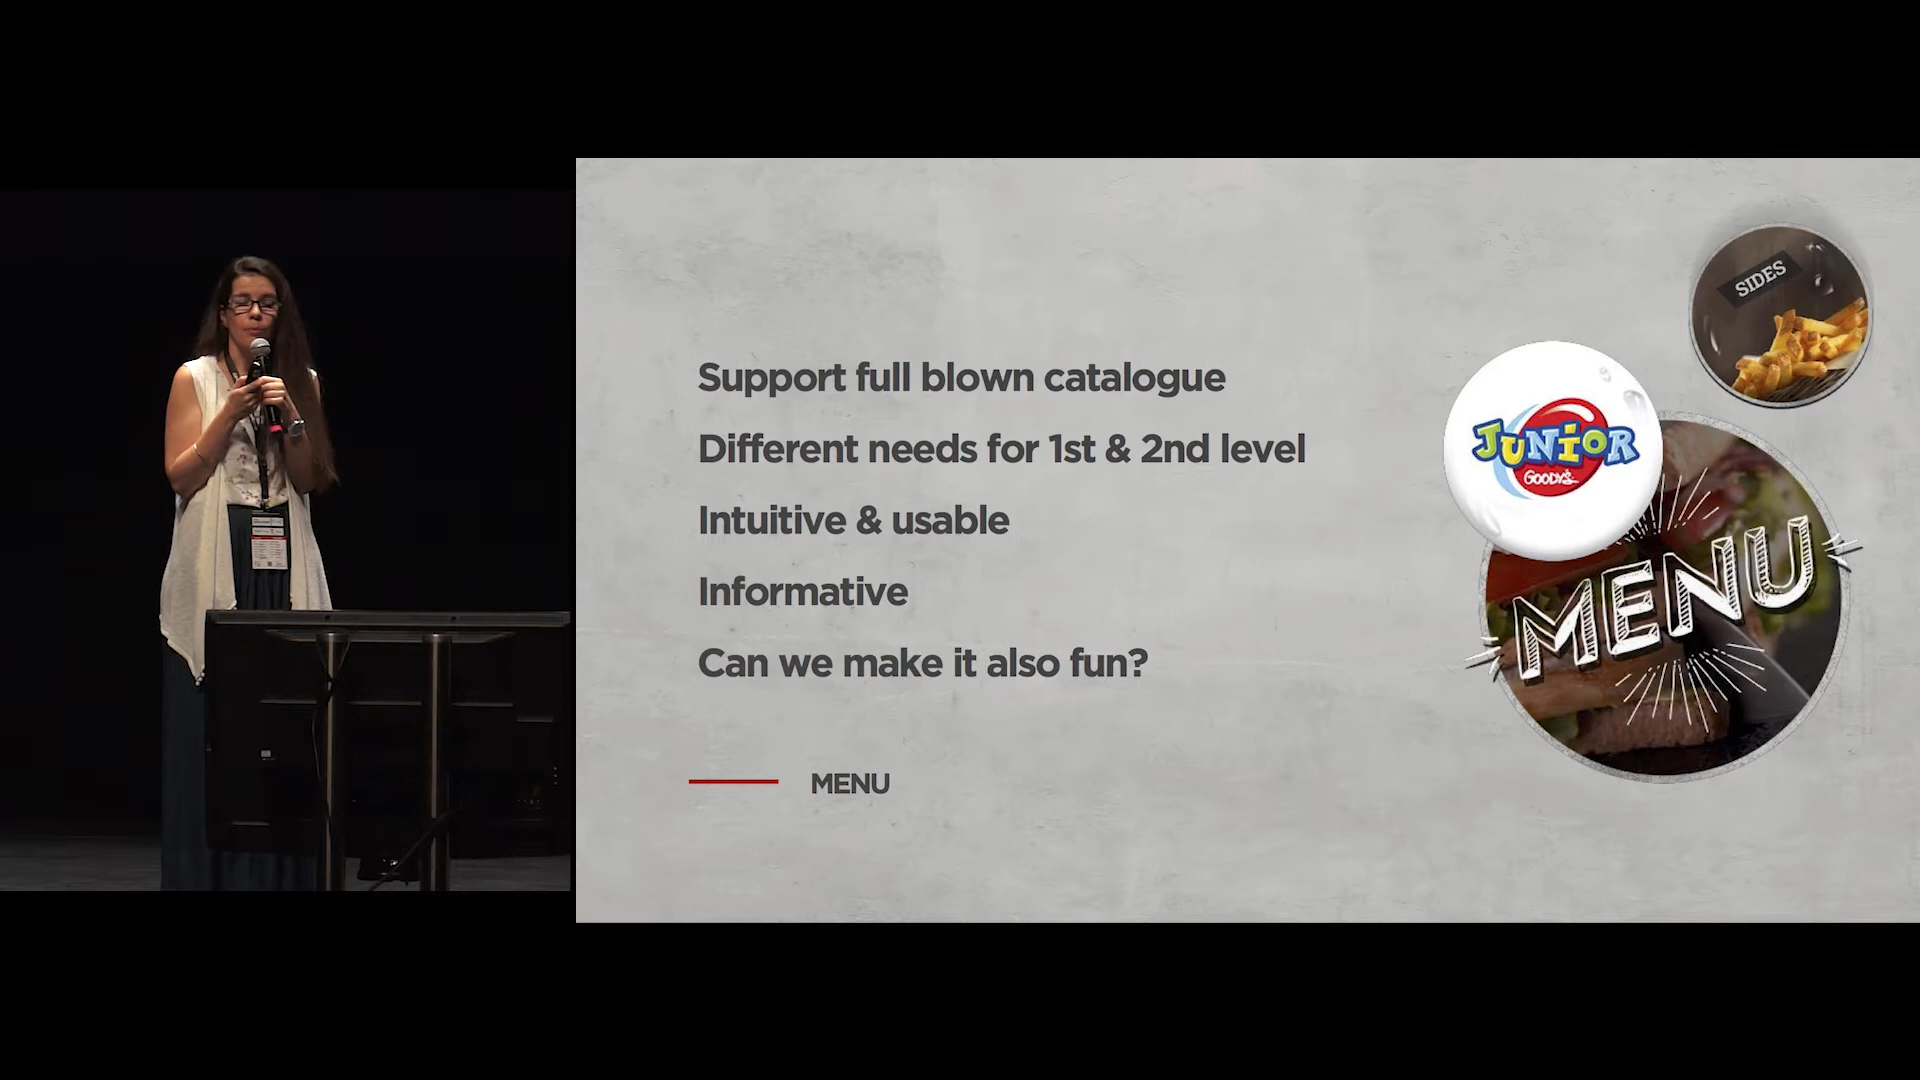 Support full blown catalogue
Different needs for 1st & 2nd level
Intuitive & usable
Informative
Can we make it also fun?
MENU
SIDES
JUNIOR
GOODY'S
MENU